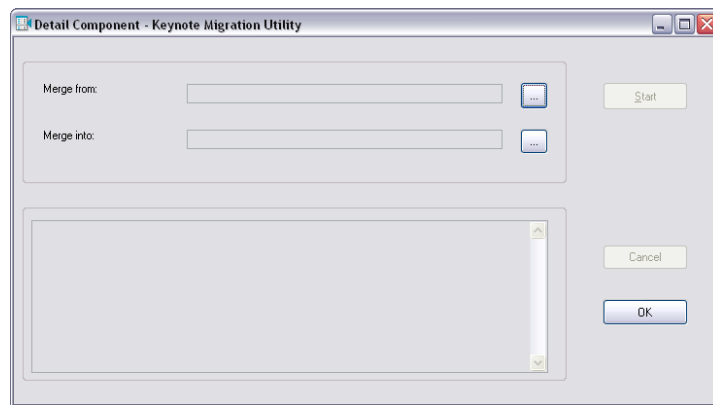 Detail Component - Keynote Migration Utility
Merge from:
...
Start
Merge into:
...
Cancel
OK